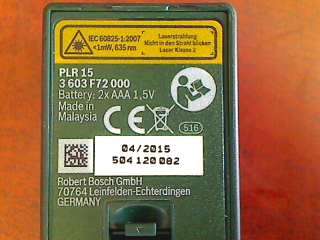 IEC 60825-1:2007
<1mW, 635 nm
Laserstrahlung
Nicht in den Strahl blicken
Laser Klasse 2
PLR 15
3 603 F72 000
Battery: 2x AAA 1,5V
Made in
Malaysia
CE
516
04/2015
504 120 082
Robert Bosch GmbH
70764 Leinfelden-Echterdingen
GERMANY